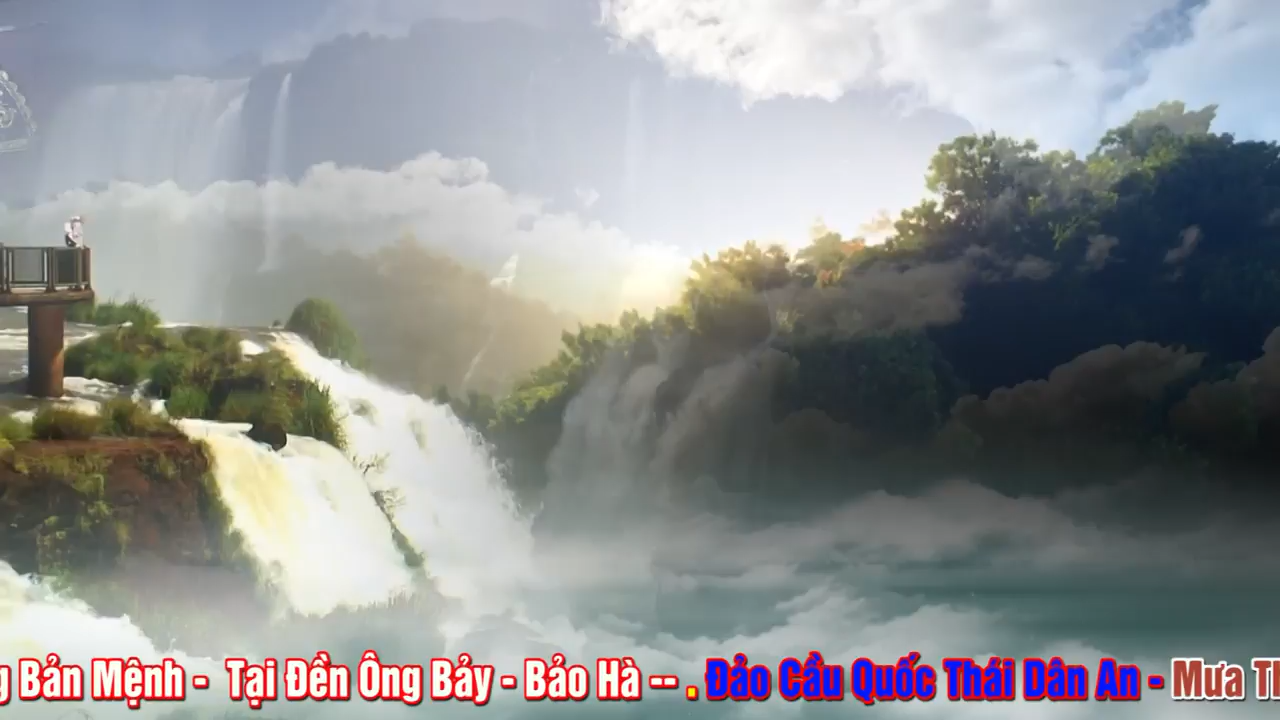 Bản Mệnh - Tại Đền Ông Bảy - Bảo Hà -- . Đảo Cầu Quốc Thái Dân An - Mưa